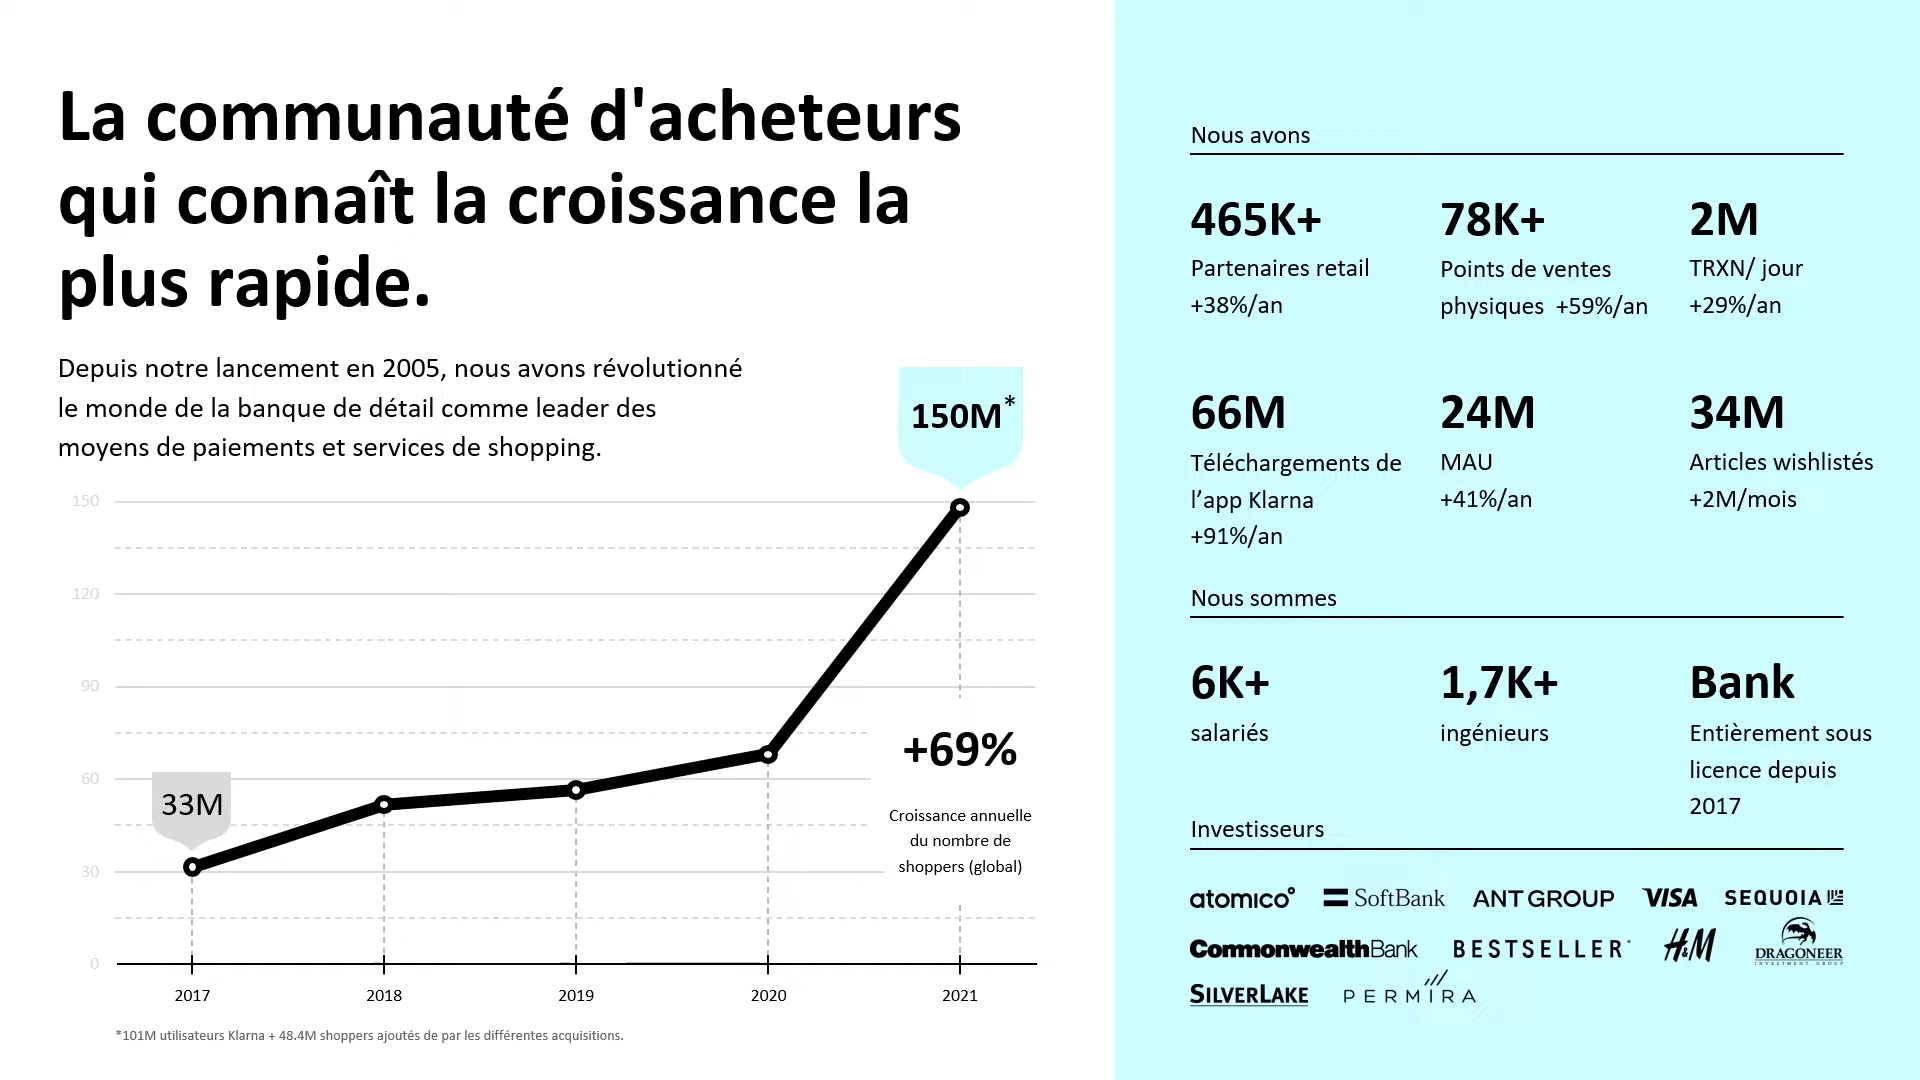 La communauté d'acheteurs
qui connaît la croissance la
plus rapide.
Depuis notre lancement en 2005, nous avons révolutionné
le monde de la banque de détail comme leader des
moyens de paiements et services de shopping.
150M*
150
120
90
60
30
0
33M
+69%
Croissance annuelle
du nombre de
shoppers (global)
2017
2018
2019
2020
2021
*101M utilisateurs Klarna + 48.4M shoppers ajoutés de par les différentes acquisitions.
Nous avons
465K+
Partenaires retail
+38%/an
78K+
Points de ventes
physiques  +59%/an
2M
TRXN/ jour
+29%/an
66M
Téléchargements de
l’app Klarna
+91%/an
24M
MAU
+41%/an
34M
Articles wishlistés
+2M/mois
Nous sommes
6K+
salariés
1,7K+
ingénieurs
Bank
Entièrement sous
licence depuis
2017
Investisseurs
atomico
SoftBank
ANT GROUP
VISA
SEQUOIA
CommonwealthBank
BESTSELLER
H&M
DRAGONEER
INVESTMENT GROUP
SILVERLAKE
PERMIRA